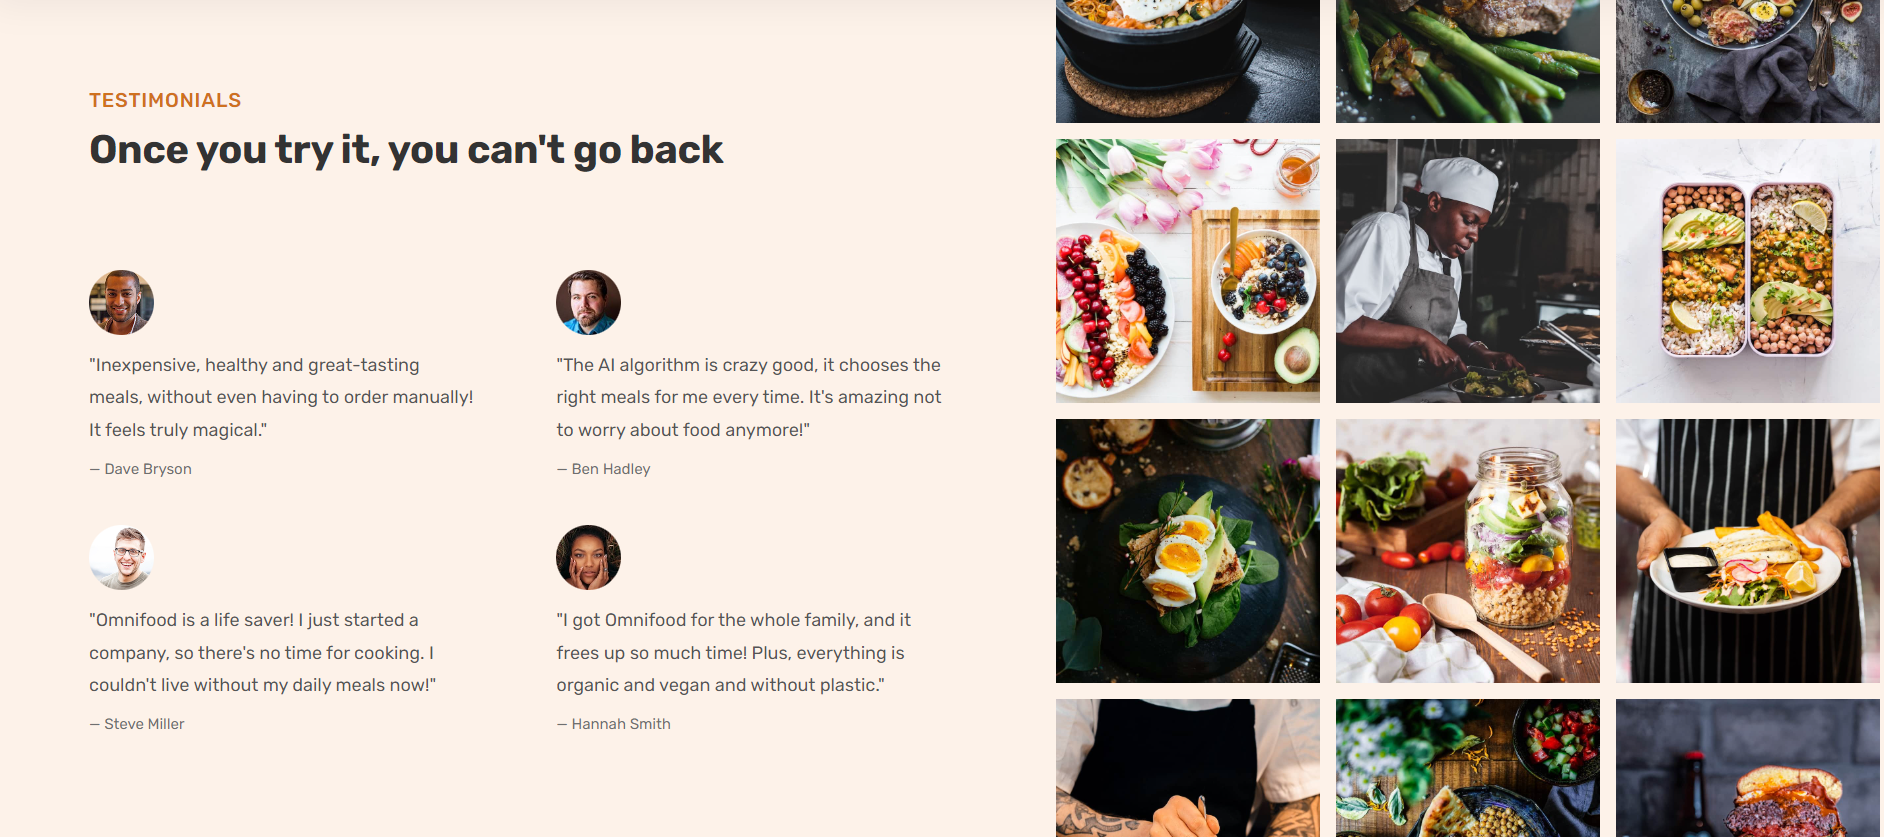 TESTIMONIALS
Once you try it, you can't go back
"Inexpensive, healthy and great-tasting
meals, without even having to order manually!
It feels truly magical."
— Dave Bryson
"The AI algorithm is crazy good, it chooses the
right meals for me every time. It's amazing not
to worry about food anymore!"
— Ben Hadley
"Omnifood is a life saver! I just started a
company, so there's no time for cooking. I
couldn't live without my daily meals now!"
— Steve Miller
"I got Omnifood for the whole family, and it
frees up so much time! Plus, everything is
organic and vegan and without plastic."
— Hannah Smith